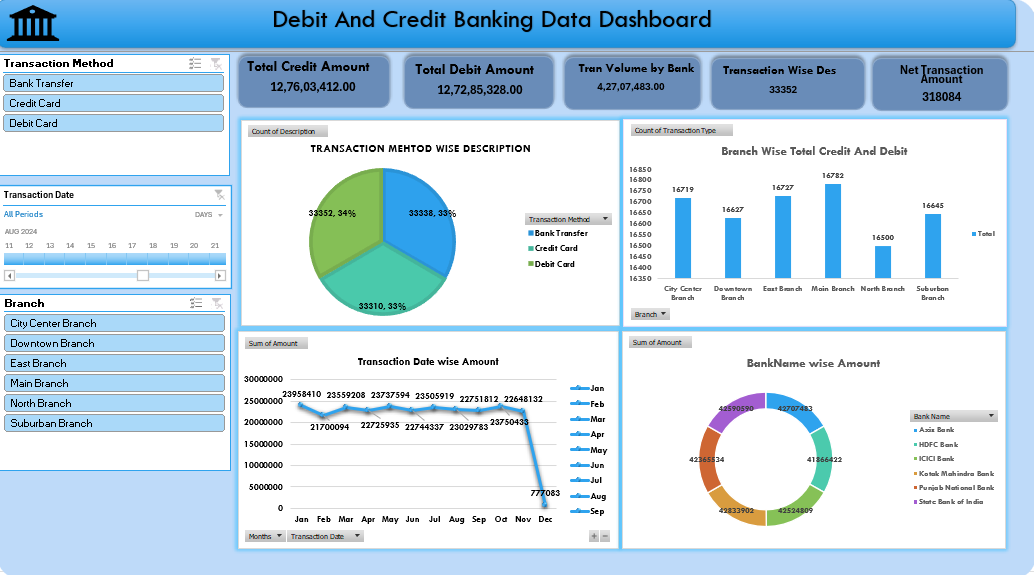 Debit And Credit Banking Data Dashboard
Transaction Method
Bank Transfer
Credit Card
Debit Card
Transaction Date
All Periods
DAYS
AUG 2024
11 12 13 14 15 16 17 18 19 20 21
Branch
City Center Branch
Downtown Branch
East Branch
Main Branch
North Branch
Suburban Branch
Total Credit Amount
12,76,03,412.00
Total Debit Amount
12,72,85,328.00
Tran Volume by Bank
4,27,07,483.00
Transaction Wise Des
33352
Net Transaction
Amount
318084
Count of Description
TRANSACTION MEHTOD WISE DESCRIPTION
33352, 34%
33338, 33%
33310, 33%
Transaction Method
Bank Transfer
Credit Card
Debit Card
Count of Transaction Type
Branch Wise Total Credit And Debit
16850
16800
16750
16700
16650
16600
16550
16500
16450
16400
16350
16719
16627
16727
16782
16500
16645
City Center Branch
Downtown Branch
East Branch
Main Branch
North Branch
Suburban Branch
Total
Branch
Sum of Amount
Transaction Date wise Amount
30000000
25000000
20000000
15000000
10000000
5000000
0
23958410 23559208 23737594 23505919 22751812 22648132
21700094 22725935 22744337 23029783 23750433
777083
Jan Feb Mar Apr May Jun Jul Aug Sep Oct Nov Dec
Jan
Feb
Mar
Apr
May
Jun
Jul
Aug
Sep
Months
Transaction Date
Sum of Amount
BankName wise Amount
42590590
42707483
42365534
41866422
42833902
42524809
Bank Name
Axis Bank
HDFC Bank
ICICI Bank
Kotak Mahindra Bank
Punjab National Bank
State Bank of India